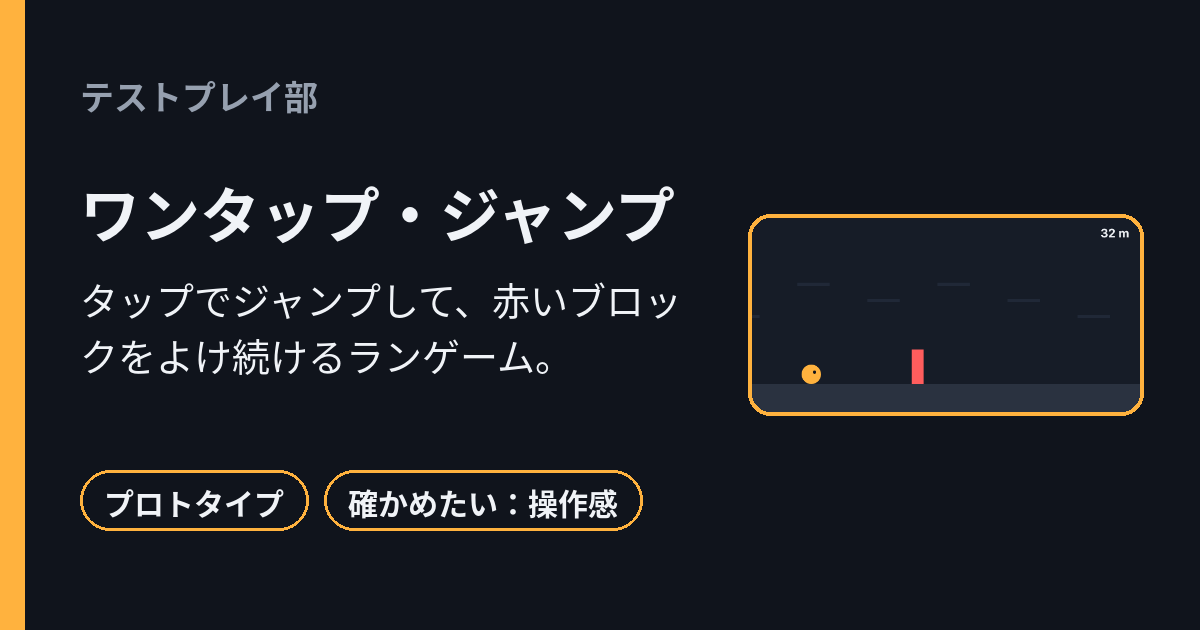 テストプレイ部
ワンタップ・ジャンプ
タップでジャンプして、赤いブロッ
クをよけ続けるランゲーム。
32 m
プロトタイプ
確かめたい：操作感